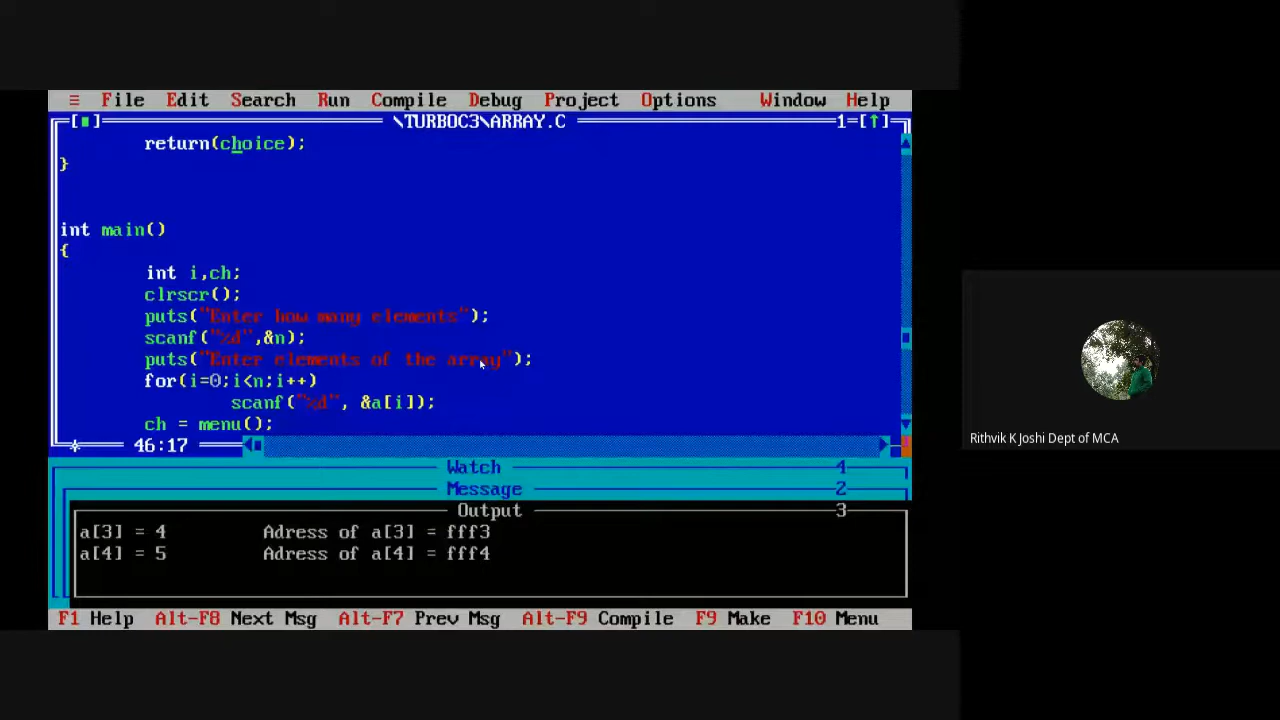 ≡ File Edit Search Run Compile Debug Project Options Window Help
[■] \TURBOC3\ARRAY.C 1=[↑]
return(choice);
}
int main()
{
int i,ch;
clrscr();
puts("Enter how many elements");
scanf("%d",&n);
puts("Enter elements of the array");
for(i=0;i<n;i++)
scanf("%d", &a[i]);
ch = menu();
46:17
Watch 4
Message 2
Output 3
a[3] = 4 Adress of a[3] = fff3
a[4] = 5 Adress of a[4] = fff4
F1 Help Alt-F8 Next Msg Alt-F7 Prev Msg Alt-F9 Compile F9 Make F10 Menu
Rithvik K Joshi Dept of MCA